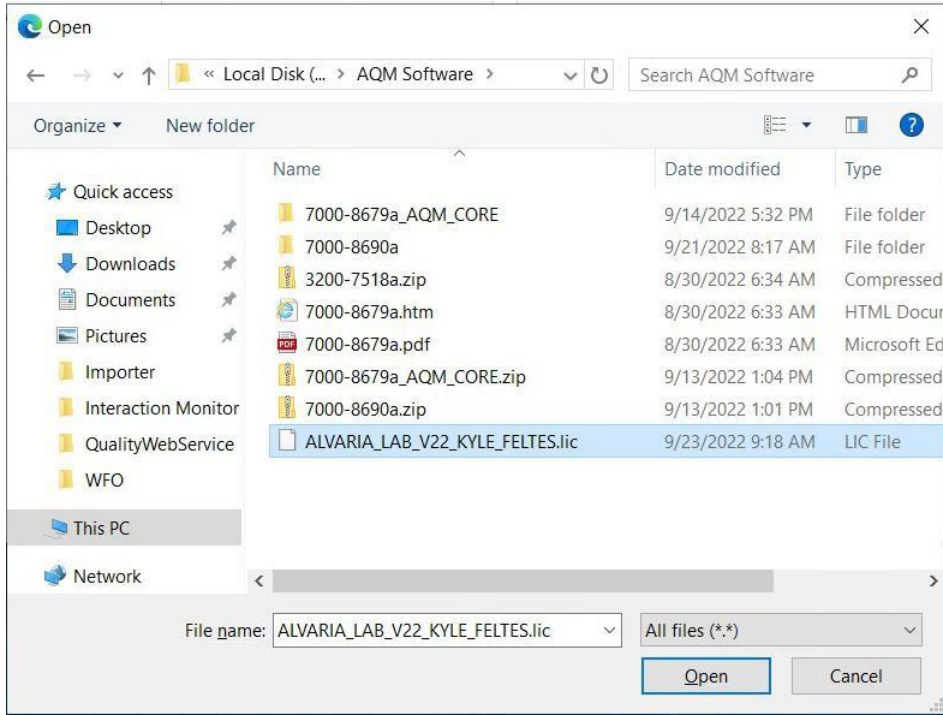 Open
« Local Disk (... > AQM Software >
Search AQM Software
Organize
New folder
Name
Date modified
Type
Quick access
Desktop
Downloads
Documents
Pictures
Importer
Interaction Monitor
QualityWebService
WFO
This PC
Network
7000-8679a_AQM_CORE 9/14/2022 5:32 PM File folder
7000-8690a 9/21/2022 8:17 AM File folder
3200-7518a.zip 8/30/2022 6:34 AM Compressed
7000-8679a.htm 8/30/2022 6:33 AM HTML Docur
PDF 7000-8679a.pdf 8/30/2022 6:33 AM Microsoft Ed
7000-8679a_AQM_CORE.zip 9/13/2022 1:04 PM Compressed
7000-8690a.zip 9/13/2022 1:01 PM Compressed
ALVARIA_LAB_V22_KYLE_FELTES.lic 9/23/2022 9:18 AM LIC File
File name: ALVARIA_LAB_V22_KYLE_FELTES.lic
All files (*.*)
Open
Cancel